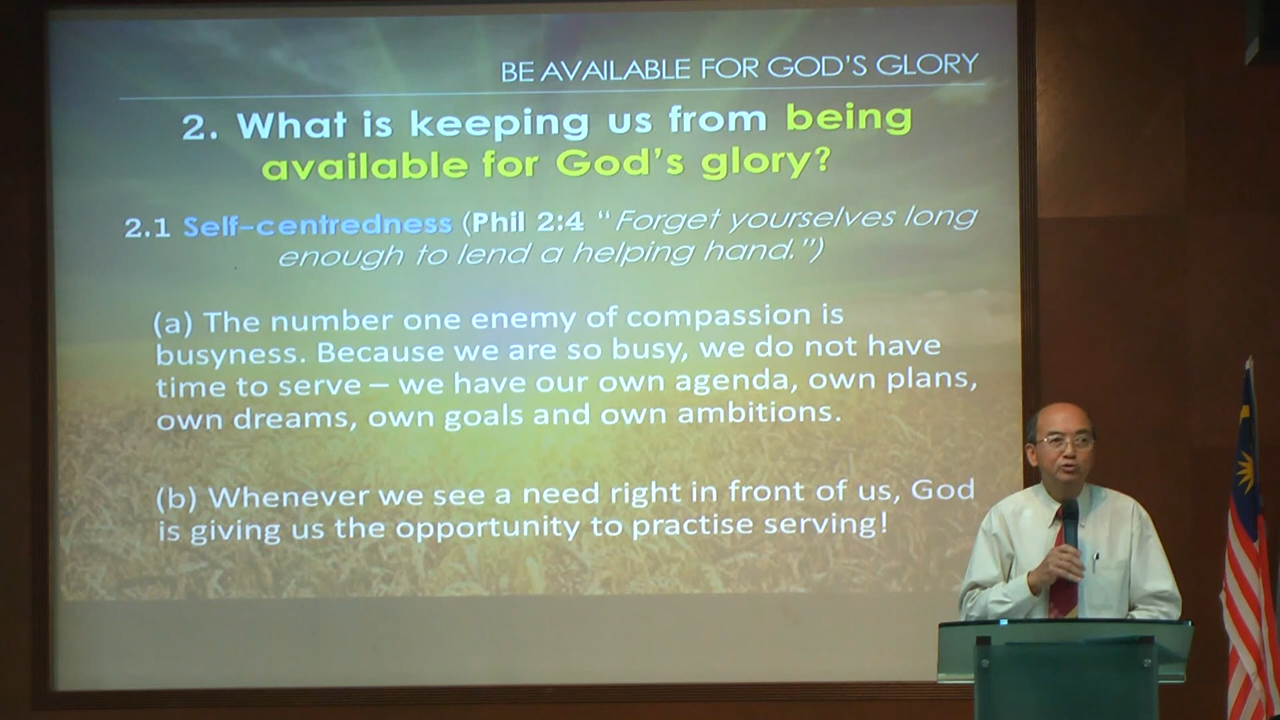 BE AVAILABLE FOR GOD'S GLORY
2. What is keeping us from being
available for God's glory?
2.1 Self-centredness (Phil 2:4 "Forget yourselves long
enough to lend a helping hand.")
(a) The number one enemy of compassion is
busyness. Because we are so busy, we do not have
time to serve – we have our own agenda, own plans,
own dreams, own goals and own ambitions.
(b) Whenever we see a need right in front of us, God
is giving us the opportunity to practise serving!